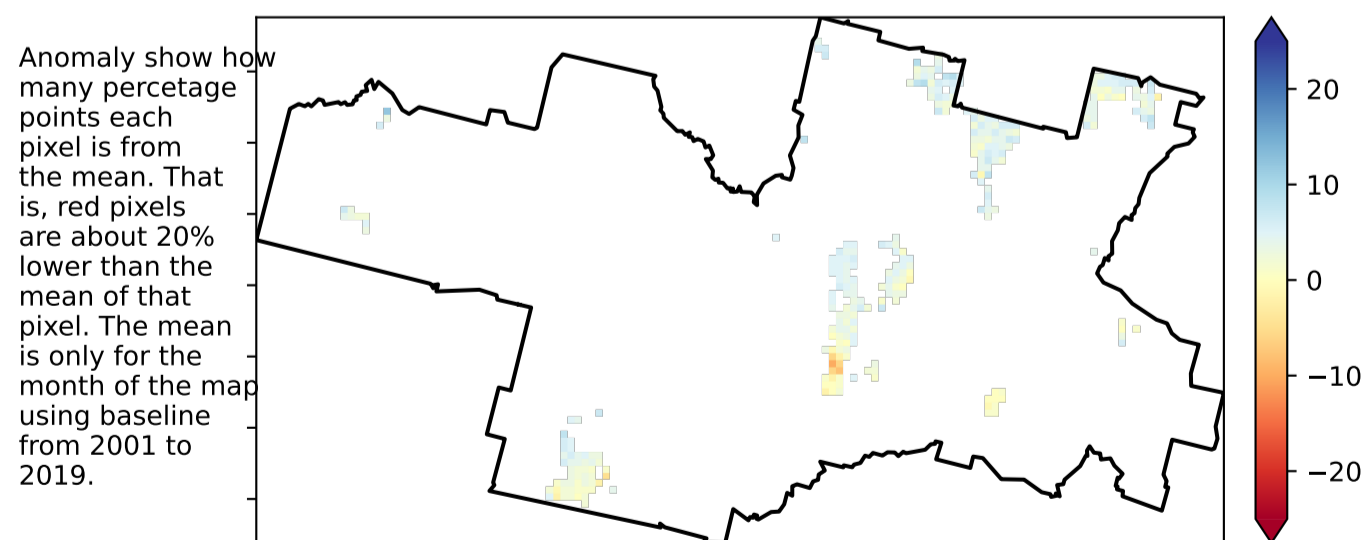 Anomaly show how
many percetage
points each
pixel is from
the mean. That
is, red pixels
are about 20%
lower than the
mean of that
pixel. The mean
is only for the
month of the map
using baseline
from 2001 to
2019.
20
10
0
−10
−20